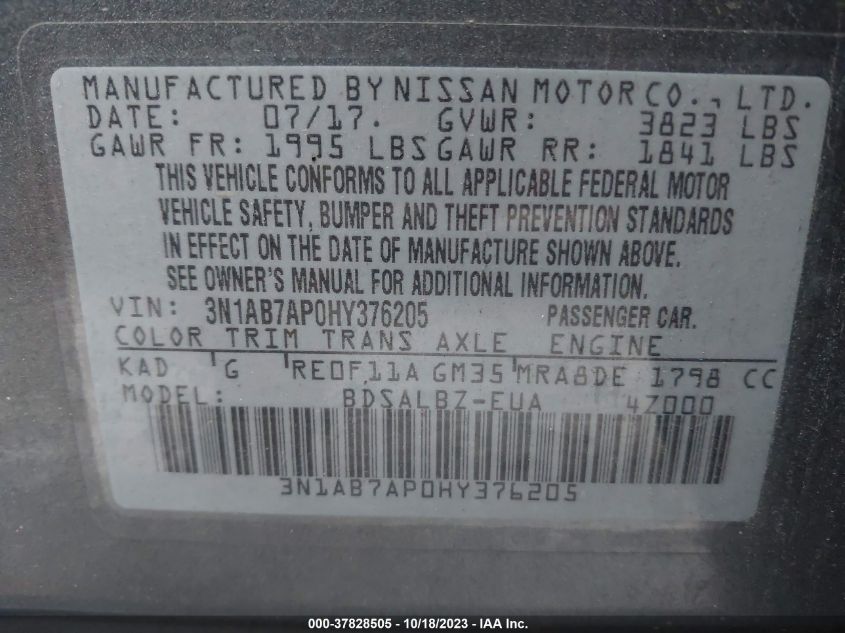 MANUFACTURED BY NISSAN MOTOR CO., LTD.
DATE: 07/17. GVWR: 3823 LBS
GAWR FR: 1995 LBS GAWR RR: 1841 LBS
THIS VEHICLE CONFORMS TO ALL APPLICABLE FEDERAL MOTOR
VEHICLE SAFETY, BUMPER AND THEFT PREVENTION STANDARDS
IN EFFECT ON THE DATE OF MANUFACTURE SHOWN ABOVE.
SEE OWNER'S MANUAL FOR ADDITIONAL INFORMATION.
VIN: 3N1AB7AP0HY376205 PASSENGER CAR.
COLOR TRIM TRANS AXLE ENGINE
KAD G RE0F11A GM35 MRA8DE 1798 CC
MODEL: BDSALBZ-EUA 4Z000
3N1AB7AP0HY376205
000-37828505 - 10/18/2023 - IAA Inc.